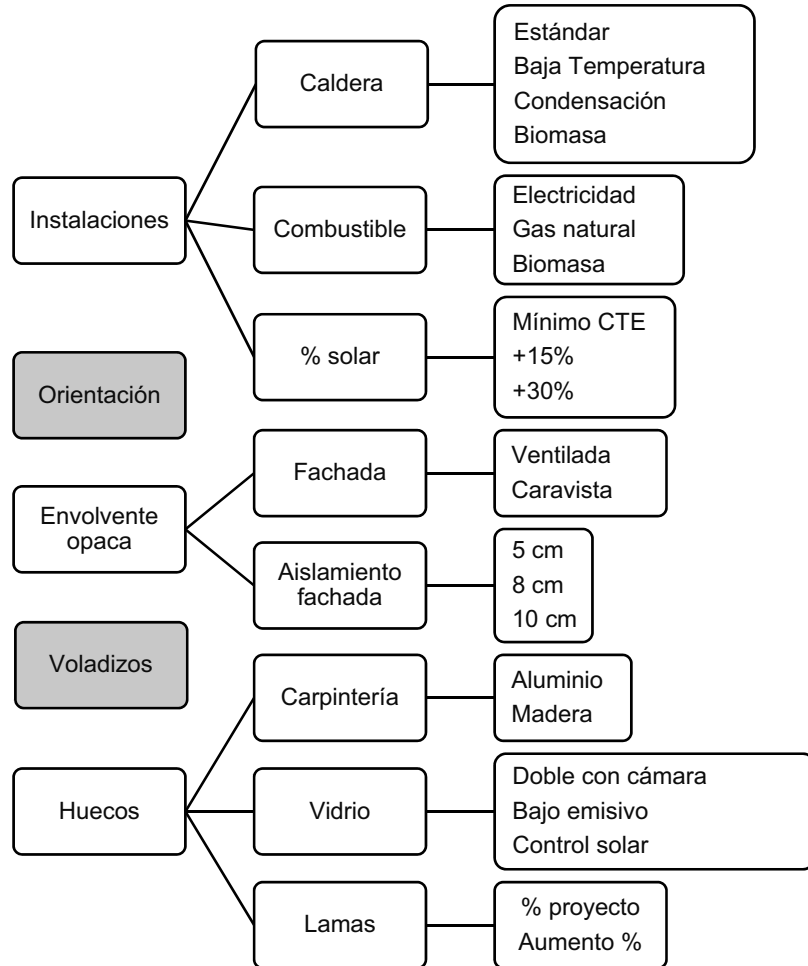 Instalaciones
Caldera
Estándar
Baja Temperatura
Condensación
Biomasa
Combustible
Electricidad
Gas natural
Biomasa
% solar
Mínimo CTE
+15%
+30%
Orientación
Envolvente
opaca
Fachada
Ventilada
Caravista
Aislamiento
fachada
5 cm
8 cm
10 cm
Voladizos
Huecos
Carpintería
Aluminio
Madera
Vidrio
Doble con cámara
Bajo emisivo
Control solar
Lamas
% proyecto
Aumento %